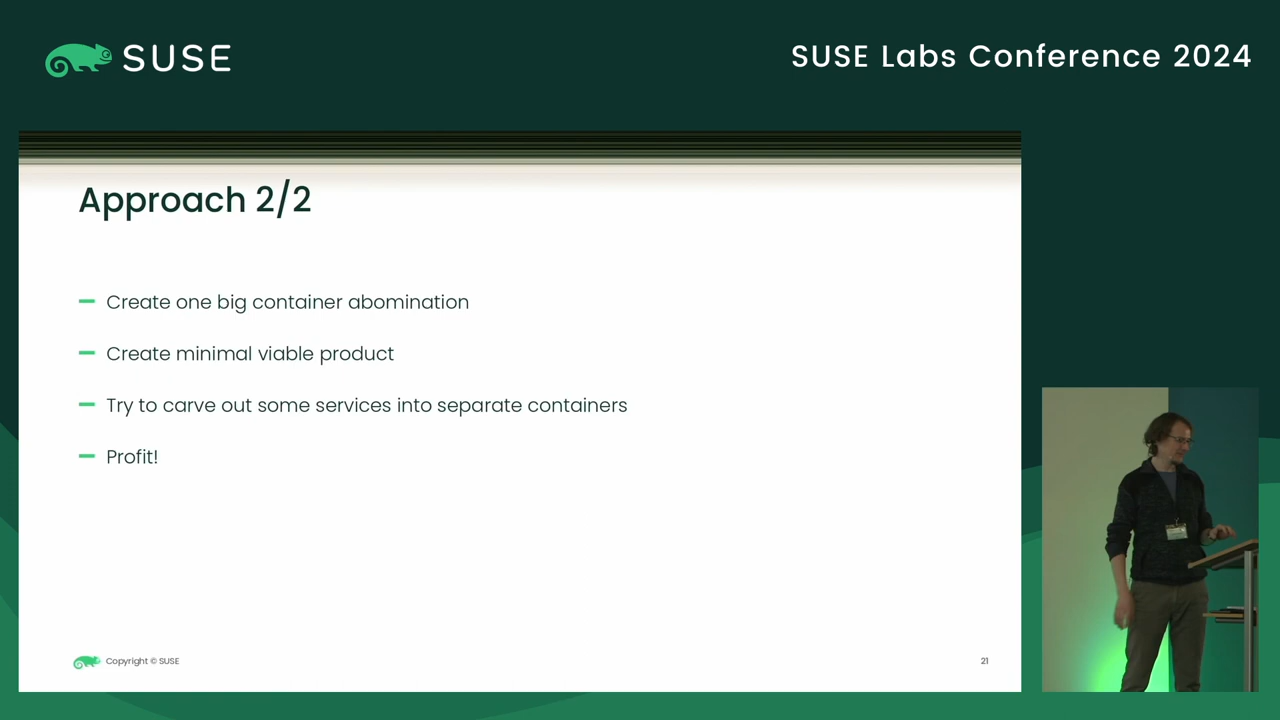 SUSE
SUSE Labs Conference 2024
Approach 2/2
Create one big container abomination
Create minimal viable product
Try to carve out some services into separate containers
Profit!
Copyright © SUSE
21